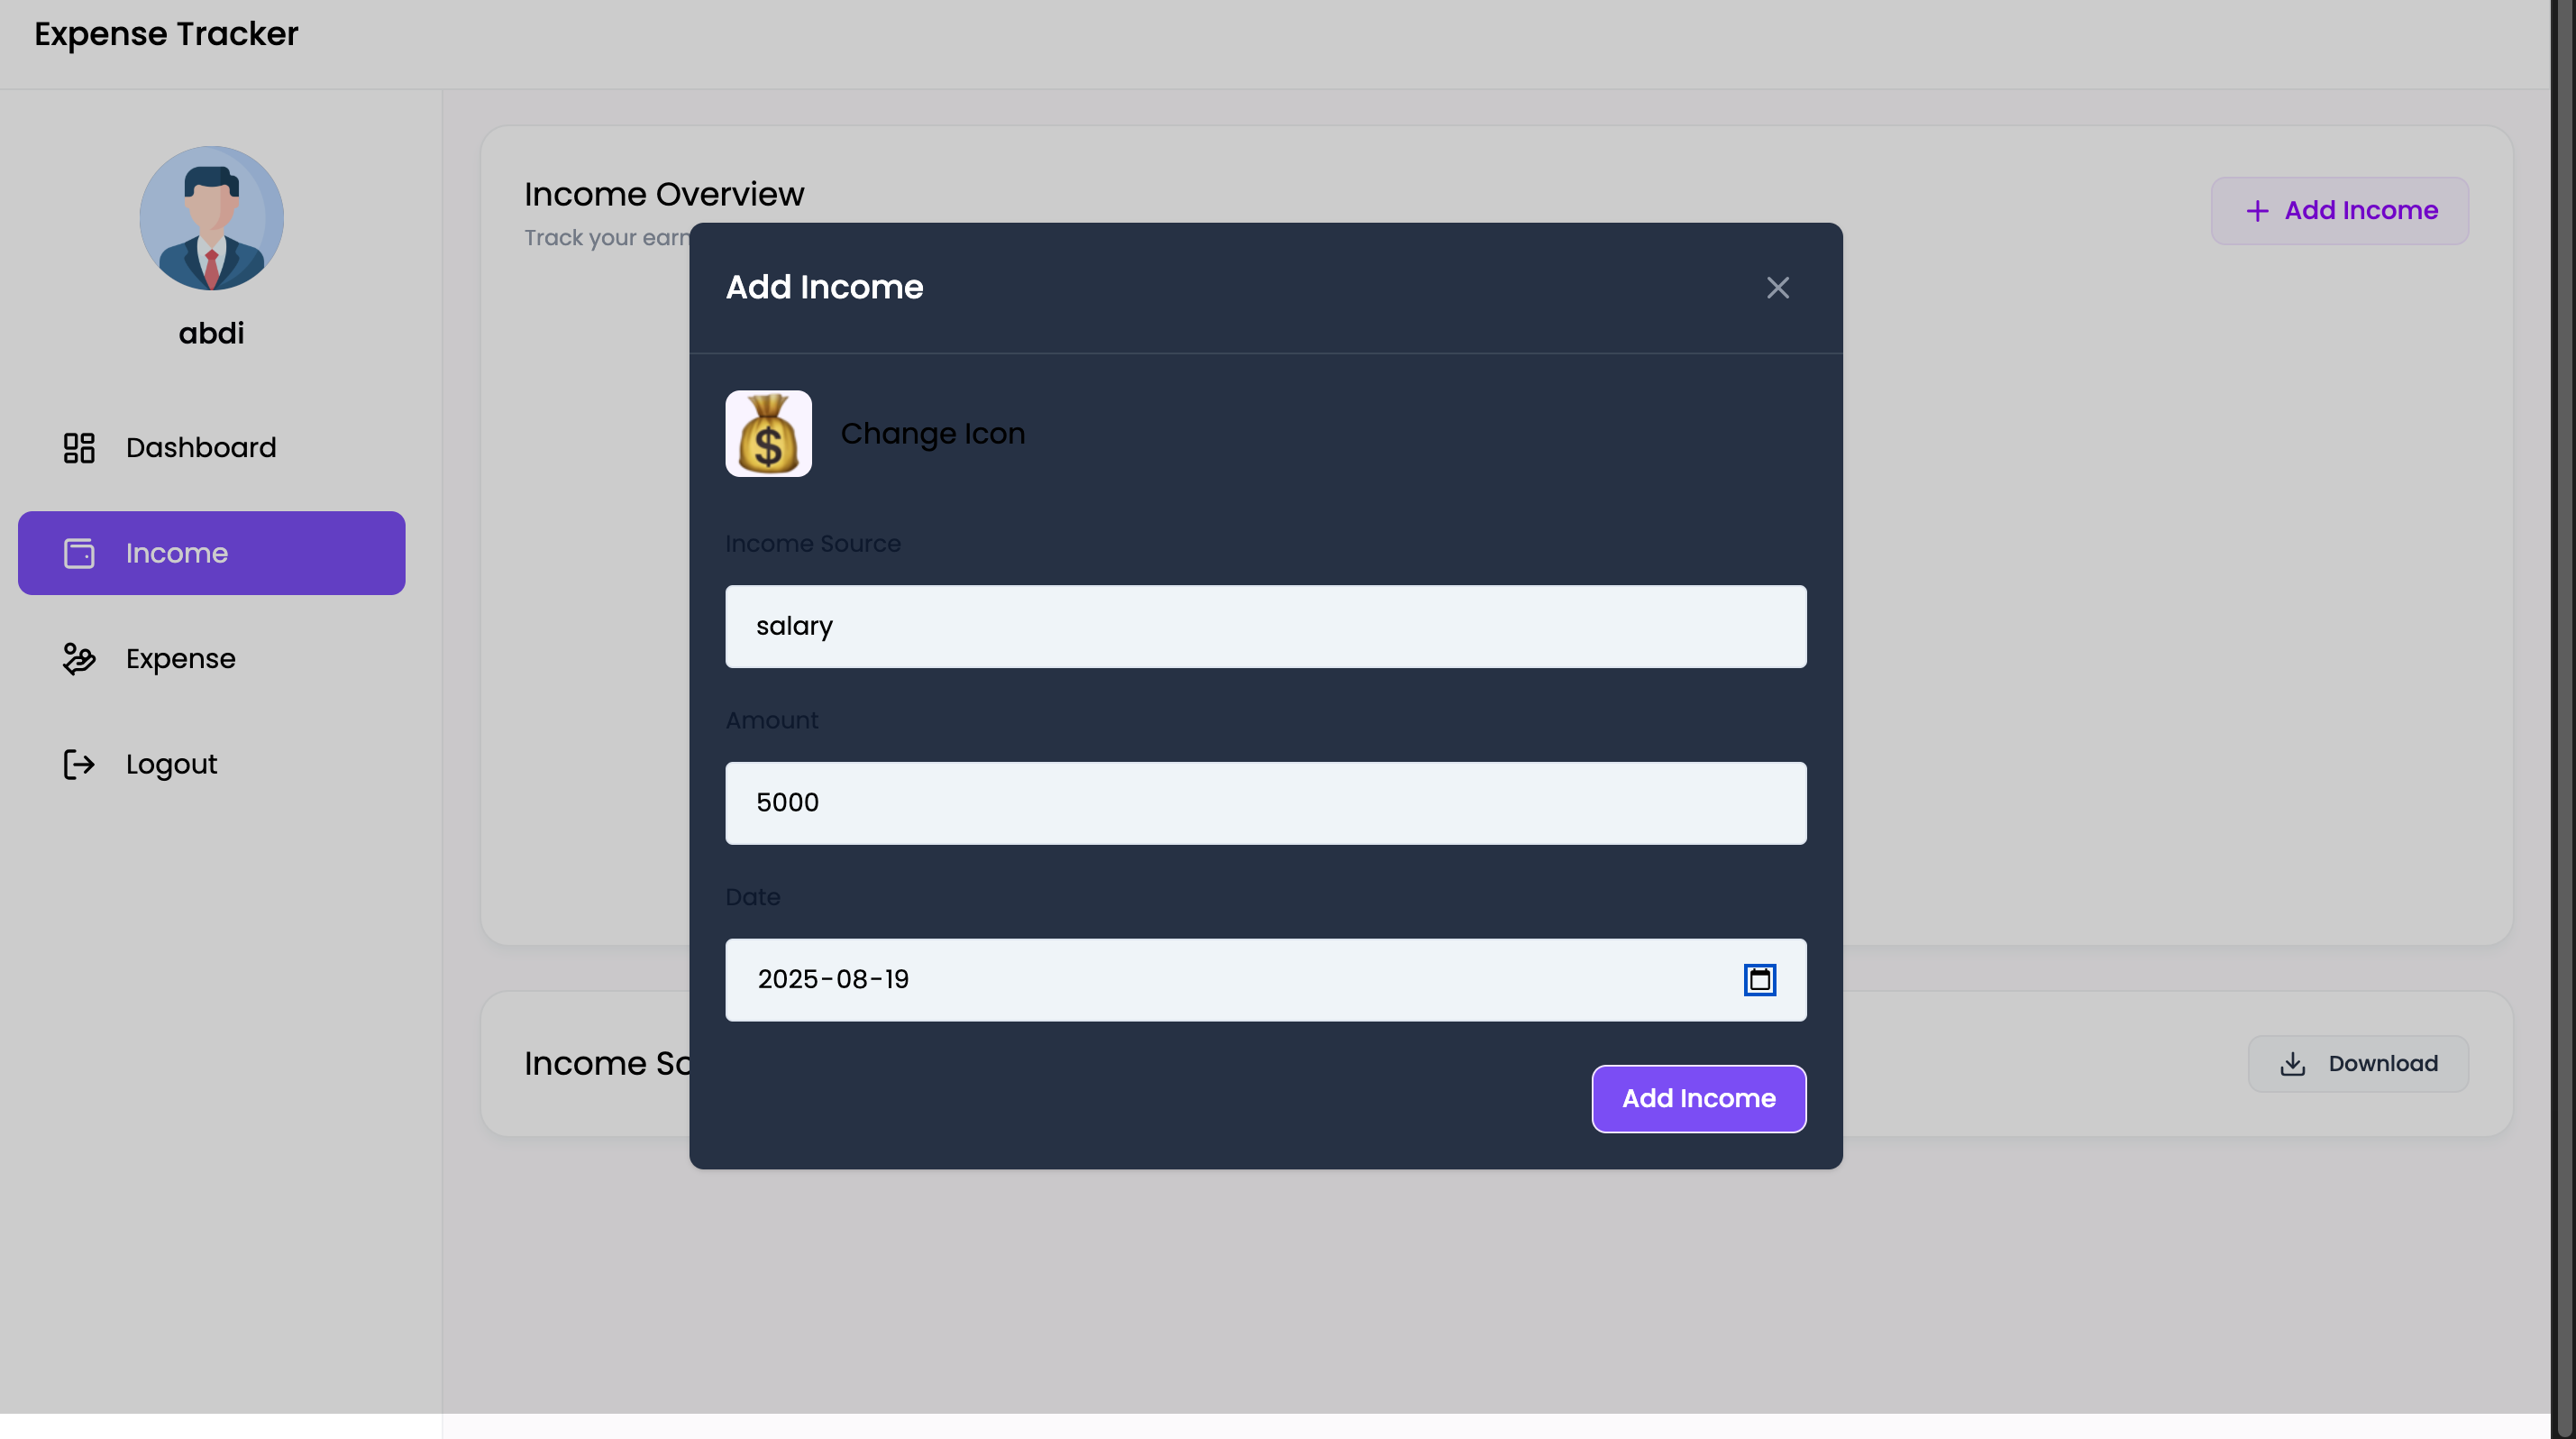 Expense Tracker
abdi
Dashboard
Income
Expense
Logout
Income Overview
Track your earn
+ Add Income
Add Income
$
Change Icon
Income Source
salary
Amount
5000
Date
2025-08-19
Add Income
Income So
Download